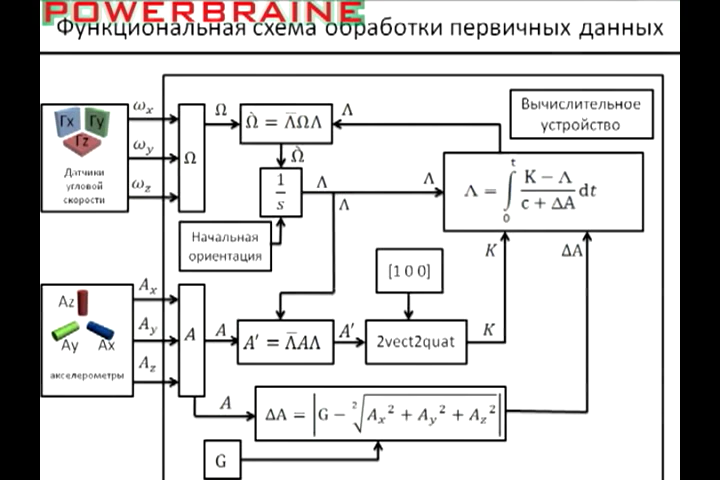 POWERBRAINE
Функциональная схема обработки первичных данных
Вычислительное
устройство
Гx
Гy
Гz
Датчики
угловой
скорости
ωx
ωy
ωz
Ω
Ω
Ὼ = Λ̅ΩΛ
Λ
Ὼ
1/s
Λ
Λ
Λ
Начальная
ориентация
Λ = ∫₀ᵗ (K − Λ)/(c + ΔA) dt
K
ΔA
[1 0 0]
Az
Ay
Ax
акселерометры
Ax
Ay
Az
A
A
A′ = Λ̅AΛ
A′
2vect2quat
K
A
ΔA = |G − ²√(Ax² + Ay² + Az²)|
G